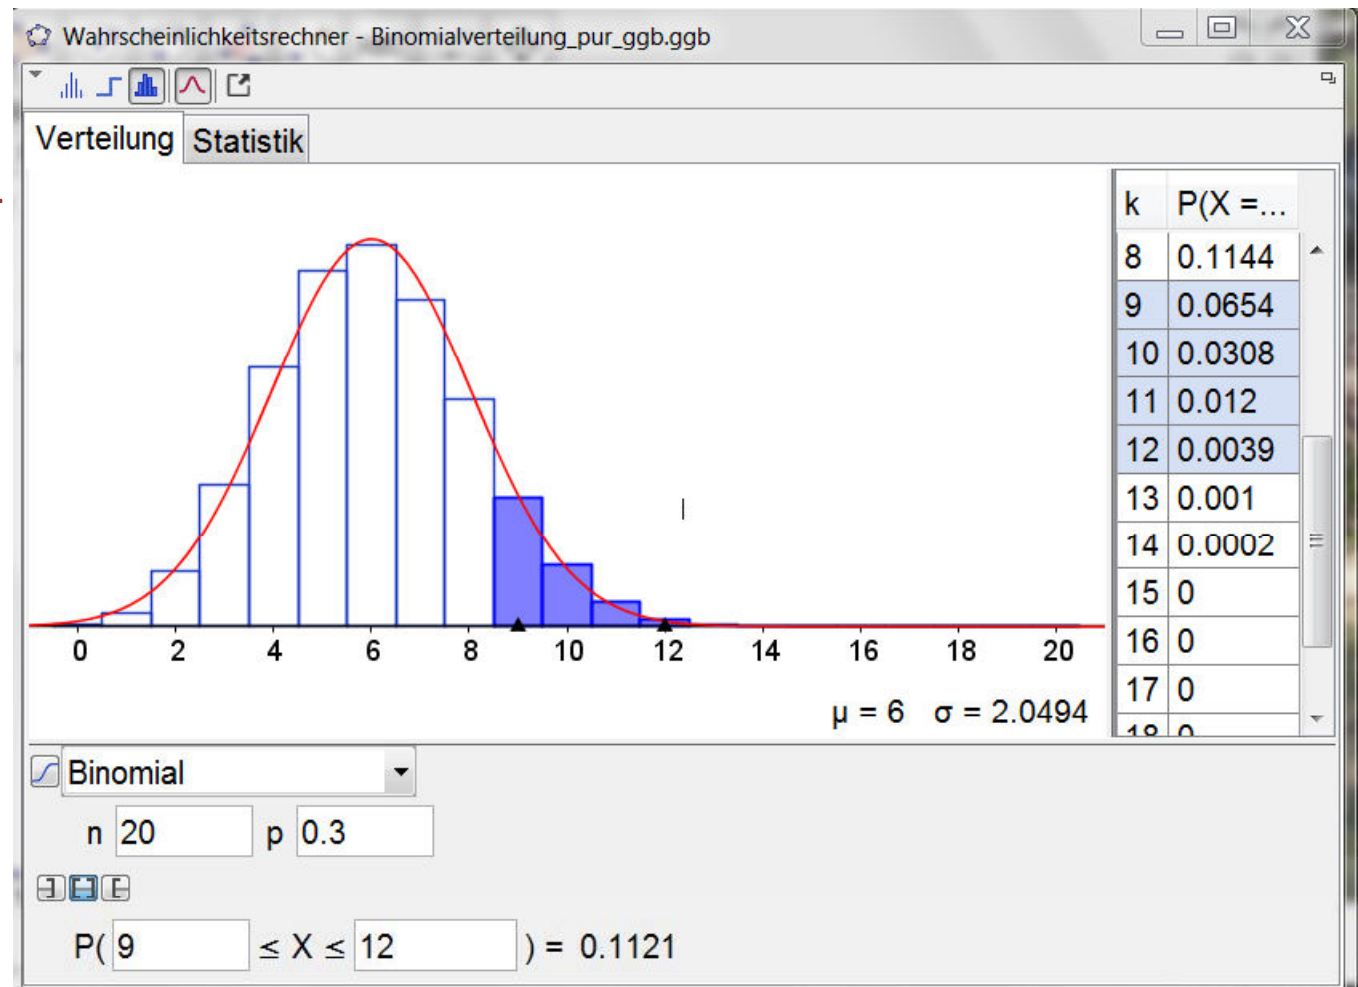 Wahrscheinlichkeitsrechner - Binomialverteilung_pur_ggb.ggb
Verteilung Statistik
k P(X =...
8 0.1144
9 0.0654
10 0.0308
11 0.012
12 0.0039
13 0.001
14 0.0002
15 0
16 0
17 0
18 0
0 2 4 6 8 10 12 14 16 18 20
μ = 6 σ = 2.0494
Binomial
n 20 p 0.3
P( 9 ≤ X ≤ 12 ) = 0.1121